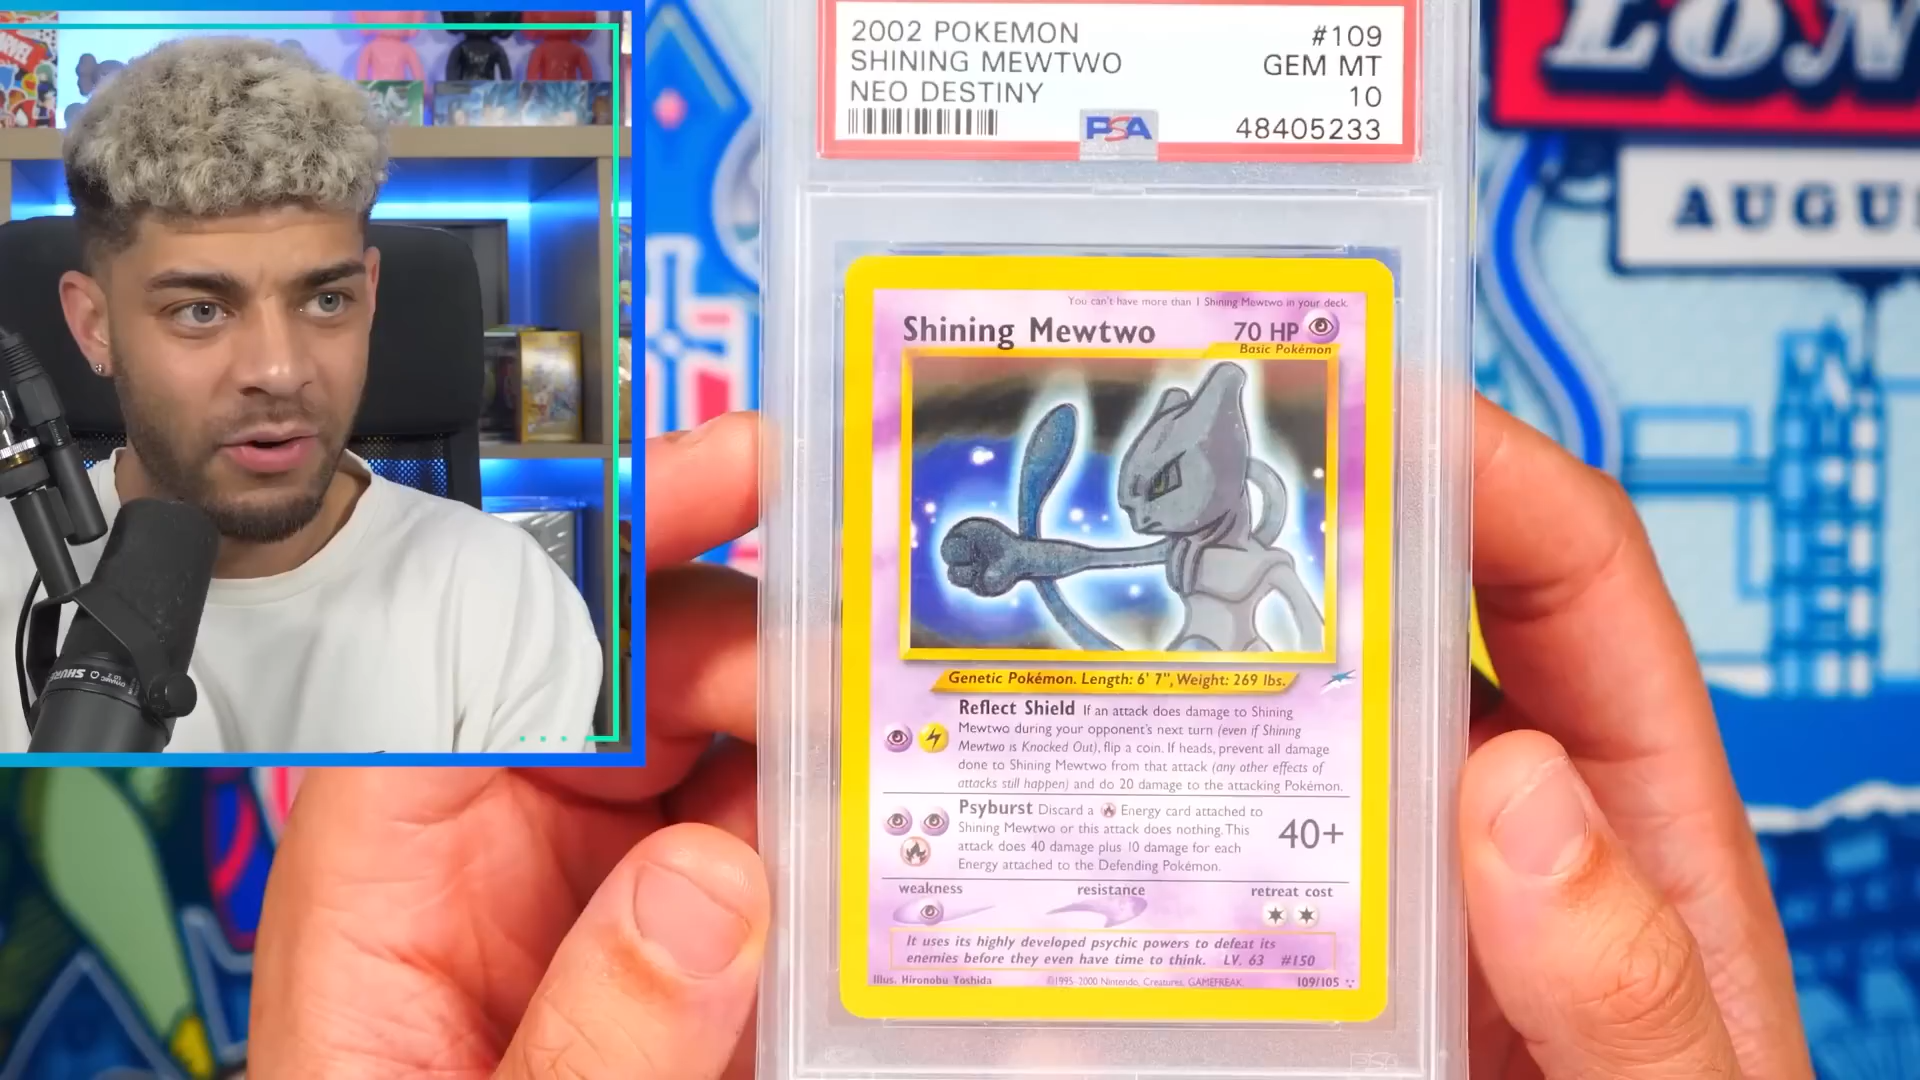 MARVEL
SHURE
2002 POKEMON #109
SHINING MEWTWO GEM MT
NEO DESTINY 10
PSA 48405233
You can't have more than 1 Shining Mewtwo in your deck.
Shining Mewtwo 70 HP
Basic Pokémon
Genetic Pokémon. Length: 6' 7", Weight: 269 lbs.
Reflect Shield If an attack does damage to Shining
Mewtwo during your opponent's next turn (even if Shining
Mewtwo is Knocked Out), flip a coin. If heads, prevent all damage
done to Shining Mewtwo from that attack (any other effects of
attacks still happen) and do 20 damage to the attacking Pokémon.
Psyburst Discard a Energy card attached to
Shining Mewtwo or this attack does nothing. This
attack does 40 damage plus 10 damage for each
Energy attached to the Defending Pokémon.
40+
weakness resistance retreat cost
It uses its highly developed psychic powers to defeat its
enemies before they even have time to think. LV. 63 #150
Illus. Hironobu Yoshida ©1995-2000 Nintendo, Creatures, GAMEFREAK. 109/105
LON
AUGU